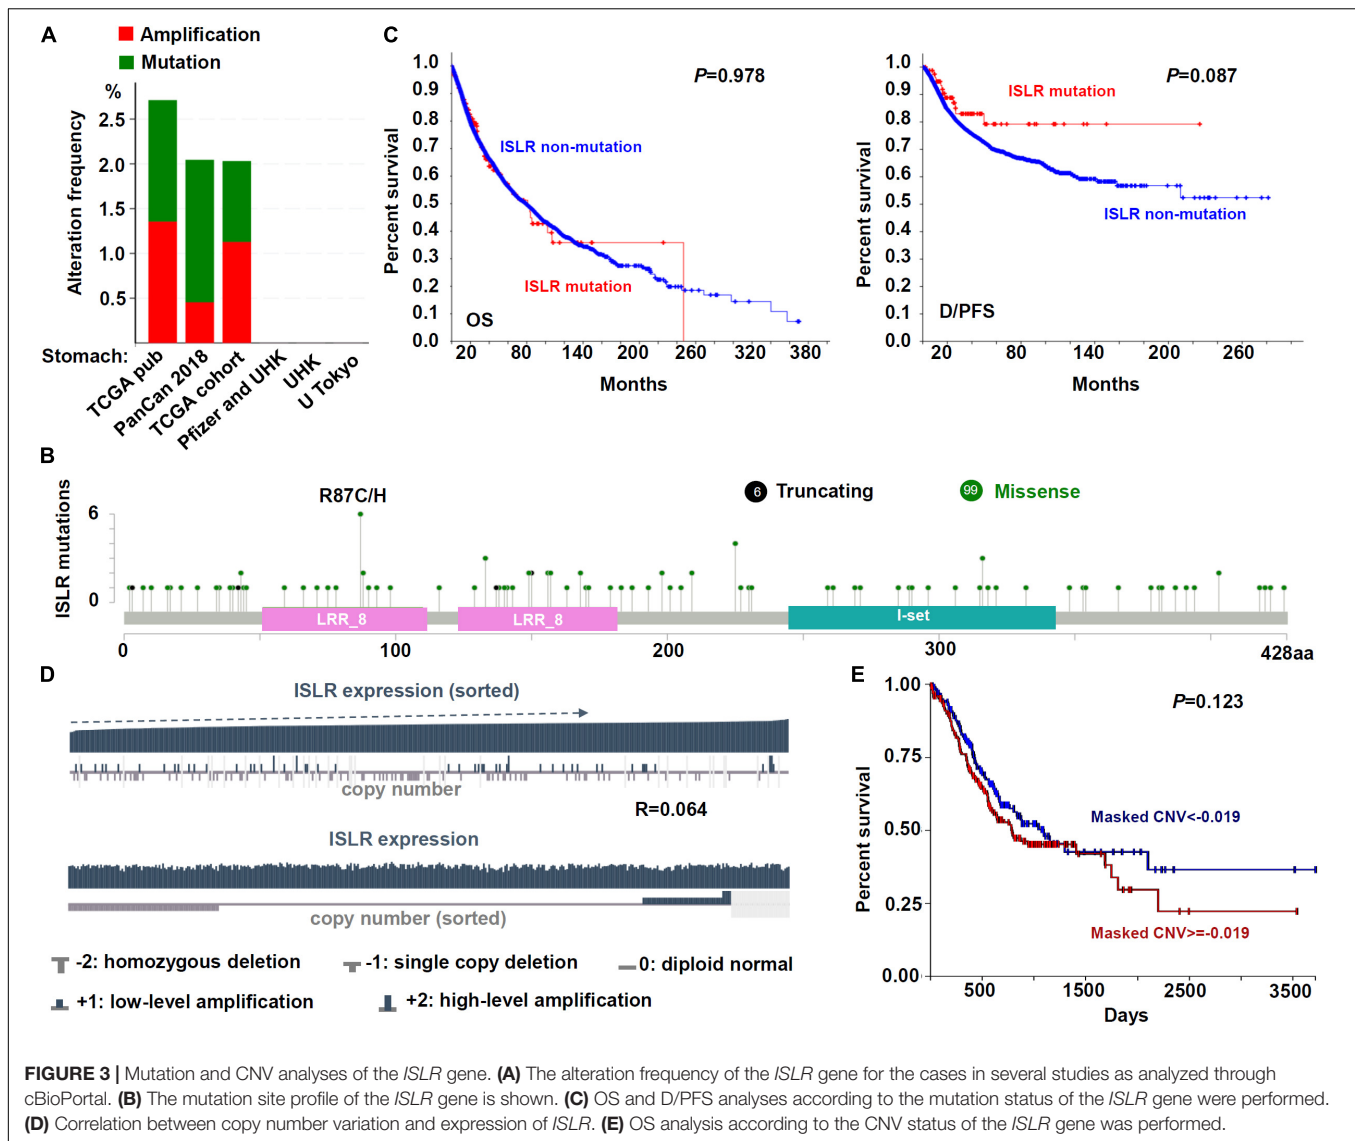 A
Amplification
Mutation
%
2.5
2.0
1.5
1.0
0.5
Alteration frequency
Stomach:
TCGA pub
PanCan 2018
TCGA cohort
Pfizer and UHK
UHK
U Tokyo
C
1.0
0.9
0.8
0.7
0.6
0.5
0.4
0.3
0.2
0.1
0.0
Percent survival
P=0.978
ISLR non-mutation
ISLR mutation
OS
20 80 140 200 260 320 380
Months
1.0
0.9
0.8
0.7
0.6
0.5
0.4
0.3
0.2
0.1
0.0
Percent survival
P=0.087
ISLR mutation
ISLR non-mutation
D/PFS
20 80 140 200 260
Months
B
ISLR mutations
6
0
R87C/H
6 Truncating
99 Missense
LRR_8
LRR_8
I-set
0 100 200 300 428aa
D
ISLR expression (sorted)
copy number
R=0.064
ISLR expression
copy number (sorted)
-2: homozygous deletion
-1: single copy deletion
0: diploid normal
+1: low-level amplification
+2: high-level amplification
E
1.00
0.75
0.50
0.25
0.00
Percent survival
P=0.123
Masked CNV<-0.019
Masked CNV>=-0.019
500 1500 2500 3500
Days
FIGURE 3 | Mutation and CNV analyses of the ISLR gene. (A) The alteration frequency of the ISLR gene for the cases in several studies as analyzed through
cBioPortal. (B) The mutation site profile of the ISLR gene is shown. (C) OS and D/PFS analyses according to the mutation status of the ISLR gene were performed.
(D) Correlation between copy number variation and expression of ISLR. (E) OS analysis according to the CNV status of the ISLR gene was performed.